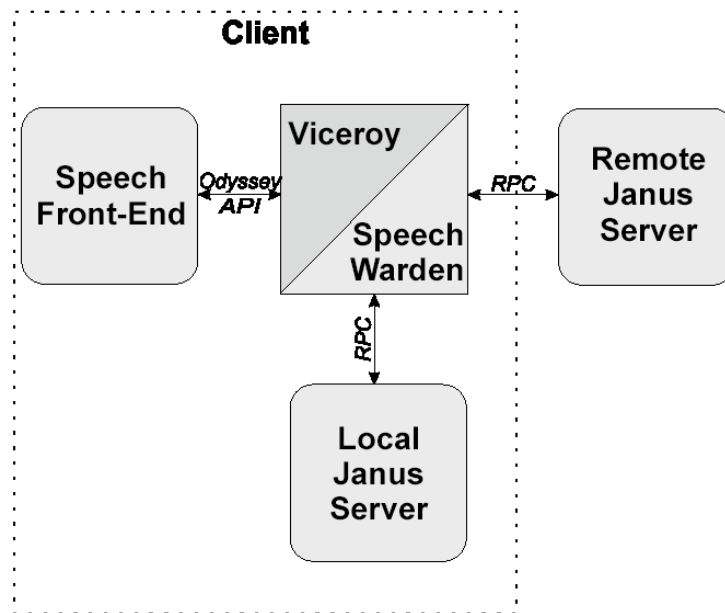 Client
Speech
Front-End
Odyssey
API
Viceroy
Speech
Warden
RPC
Remote
Janus
Server
RPC
Local
Janus
Server